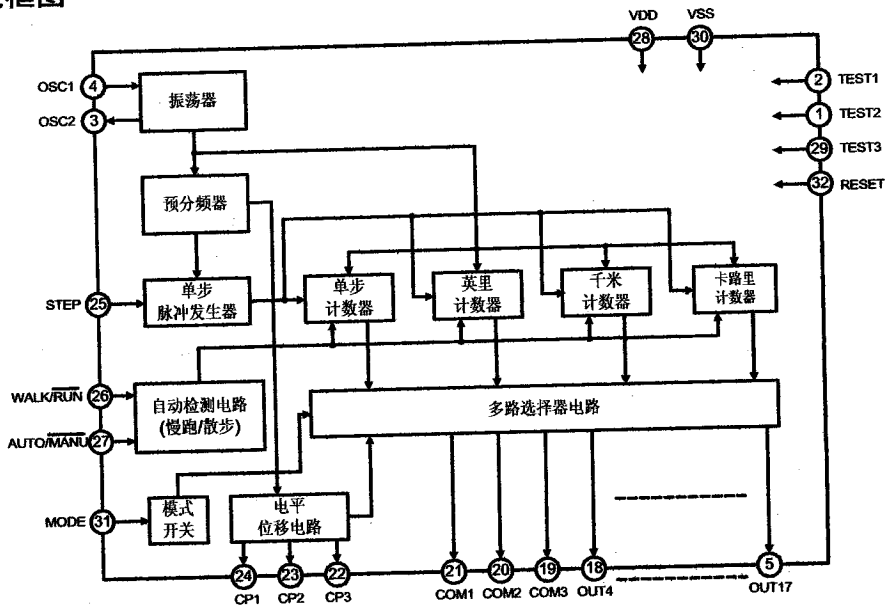 框图
VDD VSS
28 30
OSC1 4
振荡器
2 TEST1
OSC2 3
1 TEST2
29 TEST3
预分频器
32 RESET
STEP 25
单步
脉冲发生器
单步
计数器
英里
计数器
千米
计数器
卡路里
计数器
WALK/RUN 26
自动检测电路
(慢跑/散步)
多路选择器电路
AUTO/MANU 27
MODE 31
模式
开关
电平
位移电路
24 23 22 21 20 19 18 5
CP1 CP2 CP3 COM1 COM2 COM3 OUT4 OUT17